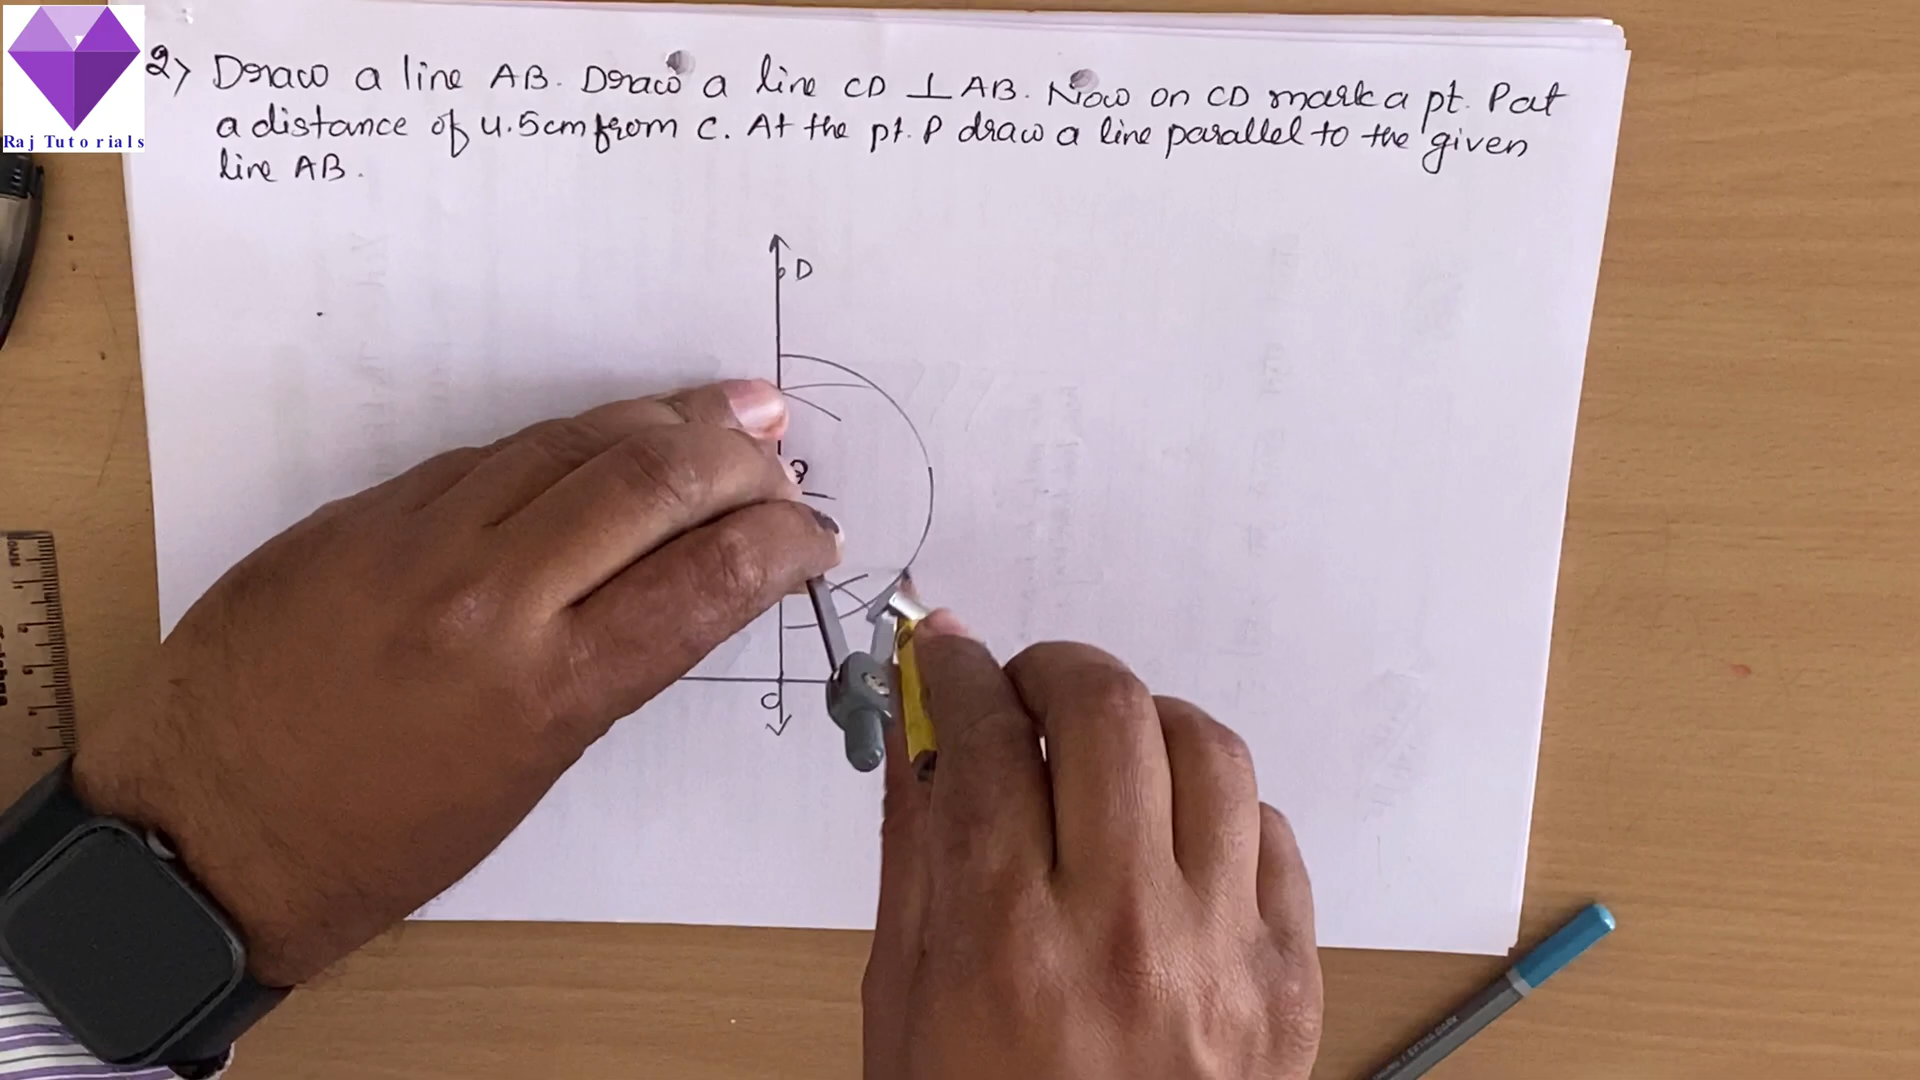 Raj Tutorials
2) Draw a line AB. Draw a line CD ⊥ AB. Now on CD mark a pt. P at
a distance of 4.5cm from C. At the pt. P draw a line parallel to the given
line AB.
D
C